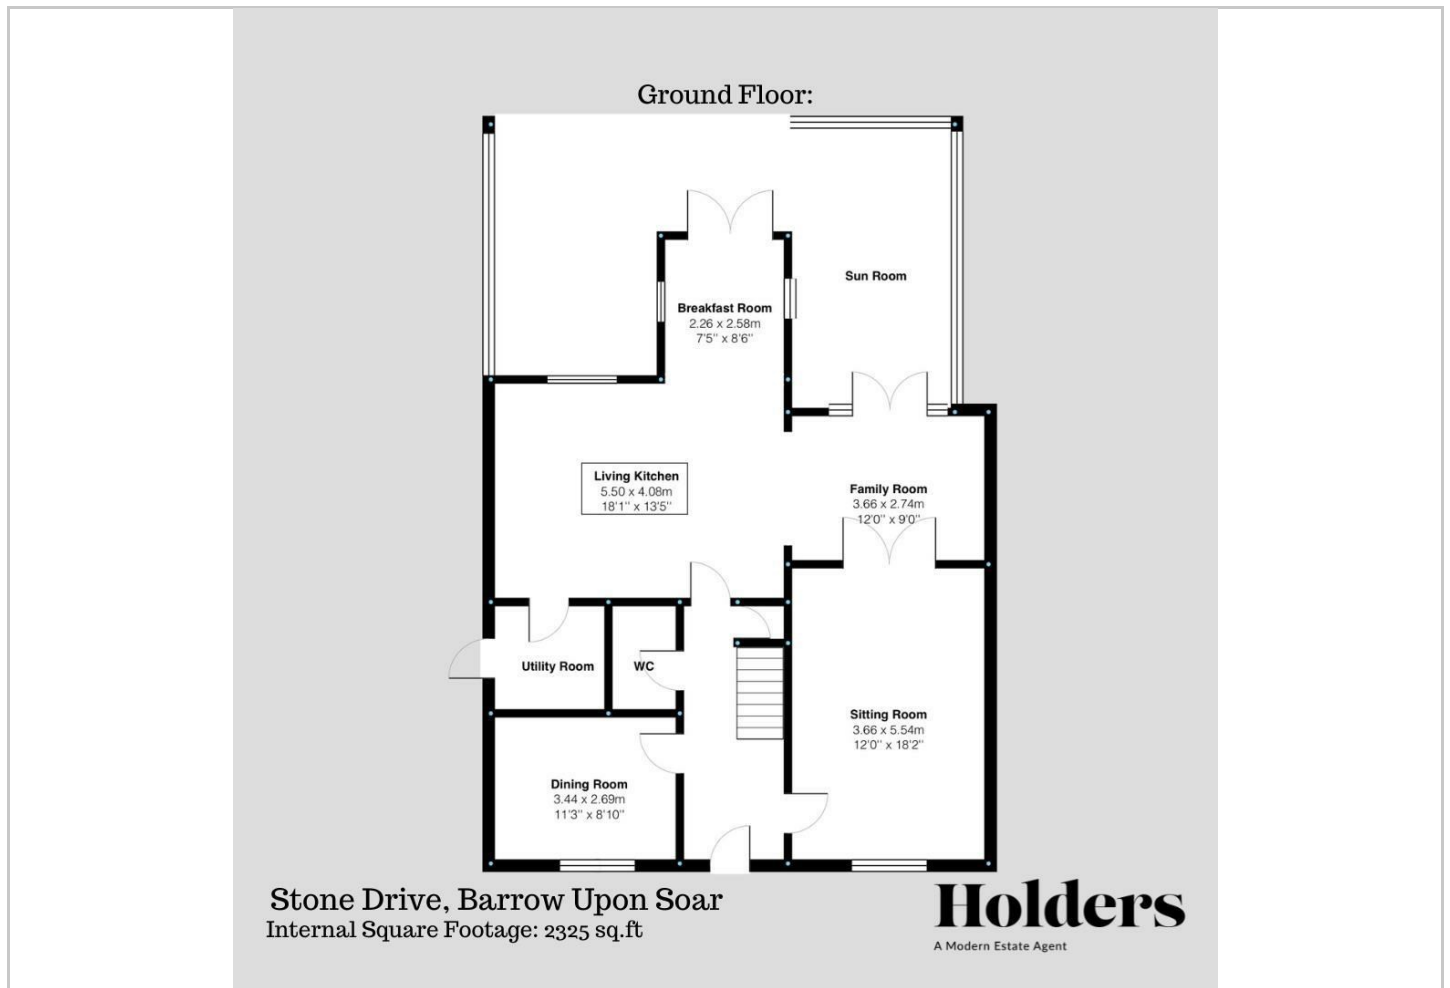 Ground Floor:
Sun Room
Breakfast Room
2.26 x 2.58m
7'5'' x 8'6''
Living Kitchen
5.50 x 4.08m
18'1'' x 13'5''
Family Room
3.66 x 2.74m
12'0'' x 9'0''
Utility Room
WC
Sitting Room
3.66 x 5.54m
12'0'' x 18'2''
Dining Room
3.44 x 2.69m
11'3'' x 8'10''
Stone Drive, Barrow Upon Soar
Internal Square Footage: 2325 sq.ft
Holders
A Modern Estate Agent